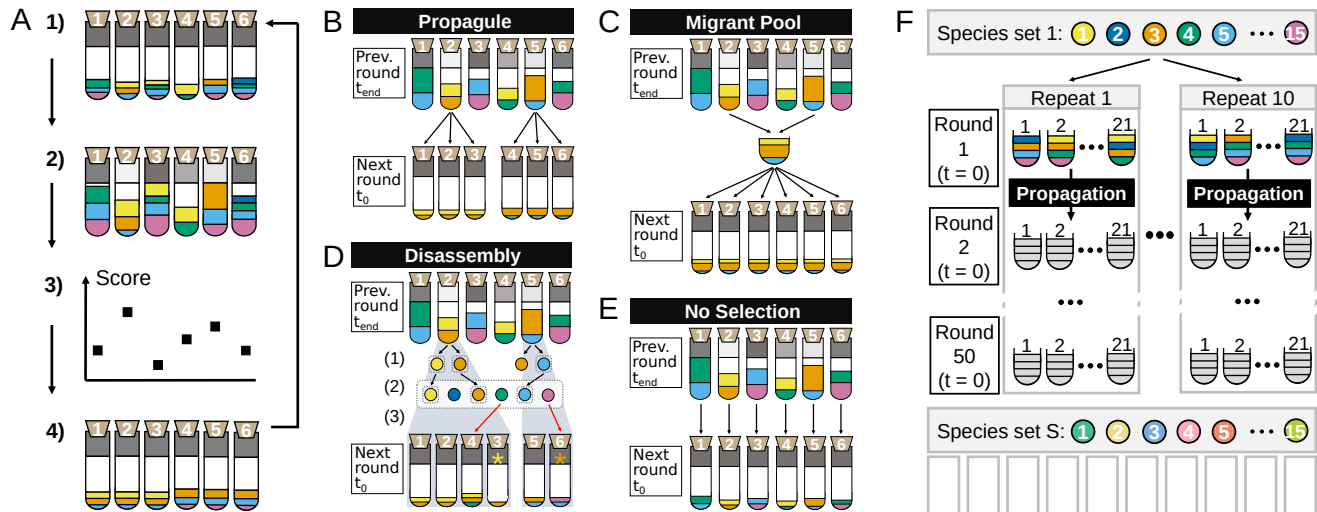 A
1)
1 2 3 4 5 6
2)
1 2 3 4 5 6
3)
Score
4)
1 2 3 4 5 6
B
Propagule
Prev.
round
tend
1 2 3 4 5 6
Next
round
t0
1 2 3 4 5 6
C
Migrant Pool
Prev.
round
tend
1 2 3 4 5 6
Next
round
t0
1 2 3 4 5 6
D
Disassembly
Prev.
round
tend
1 2 3 4 5 6
(1)
(2)
(3)
Next
round
t0
1 2 4 3 5 6
* *
E
No Selection
Prev.
round
tend
1 2 3 4 5 6
Next
round
t0
1 2 3 4 5 6
F
Species set 1: 1 2 3 4 5 ••• 15
Repeat 1
Repeat 10
Round
1
(t = 0)
1 2 ••• 21
1 2 ••• 21
Propagation
Propagation
Round
2
(t = 0)
1 2 ••• 21
•••
1 2 ••• 21
•••
•••
•••
Round
50
(t = 0)
1 2 ••• 21
1 2 ••• 21
Species set S: 1 2 3 4 5 ••• 15